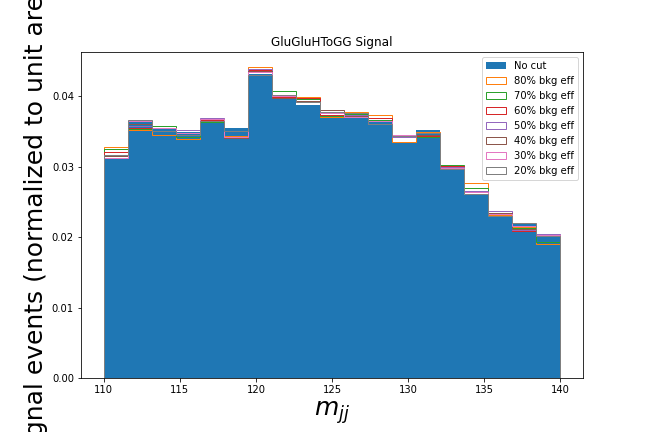 GluGluHToGG Signal
No cut
80% bkg eff
70% bkg eff
60% bkg eff
50% bkg eff
40% bkg eff
30% bkg eff
20% bkg eff
events (normalized to unit
0.04
0.03
0.02
0.01
0.00
110
115
120
125
130
135
140
m_{jj}